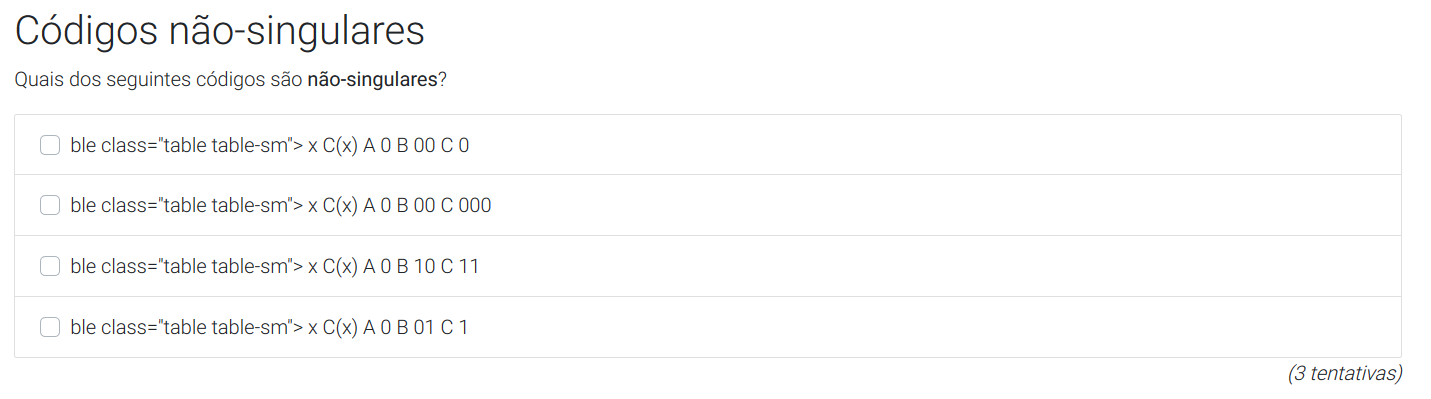 Códigos não-singulares
Quais dos seguintes códigos são não-singulares?
ble class="table table-sm"> x C(x) A 0 B 00 C 0
ble class="table table-sm"> x C(x) A 0 B 00 C 000
ble class="table table-sm"> x C(x) A 0 B 10 C 11
ble class="table table-sm"> x C(x) A 0 B 01 C 1
(3 tentativas)